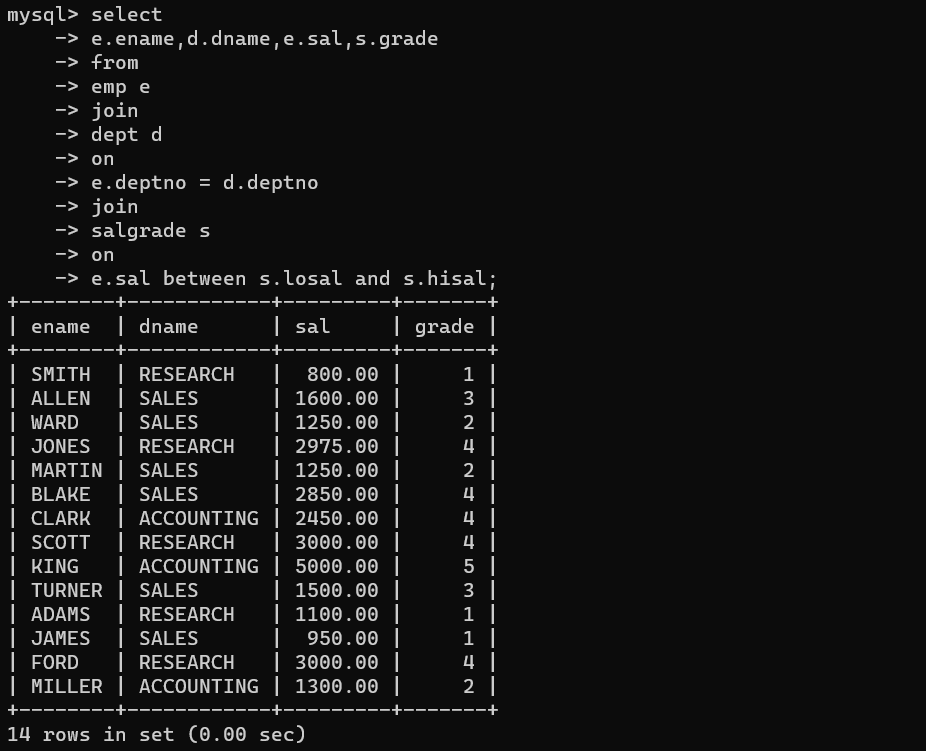 mysql> select
    -> e.ename,d.dname,e.sal,s.grade
    -> from
    -> emp e
    -> join
    -> dept d
    -> on
    -> e.deptno = d.deptno
    -> join
    -> salgrade s
    -> on
    -> e.sal between s.losal and s.hisal;
+--------+------------+---------+-------+
| ename  | dname      | sal     | grade |
+--------+------------+---------+-------+
| SMITH  | RESEARCH   |  800.00 |     1 |
| ALLEN  | SALES      | 1600.00 |     3 |
| WARD   | SALES      | 1250.00 |     2 |
| JONES  | RESEARCH   | 2975.00 |     4 |
| MARTIN | SALES      | 1250.00 |     2 |
| BLAKE  | SALES      | 2850.00 |     4 |
| CLARK  | ACCOUNTING | 2450.00 |     4 |
| SCOTT  | RESEARCH   | 3000.00 |     4 |
| KING   | ACCOUNTING | 5000.00 |     5 |
| TURNER | SALES      | 1500.00 |     3 |
| ADAMS  | RESEARCH   | 1100.00 |     1 |
| JAMES  | SALES      |  950.00 |     1 |
| FORD   | RESEARCH   | 3000.00 |     4 |
| MILLER | ACCOUNTING | 1300.00 |     2 |
+--------+------------+---------+-------+
14 rows in set (0.00 sec)